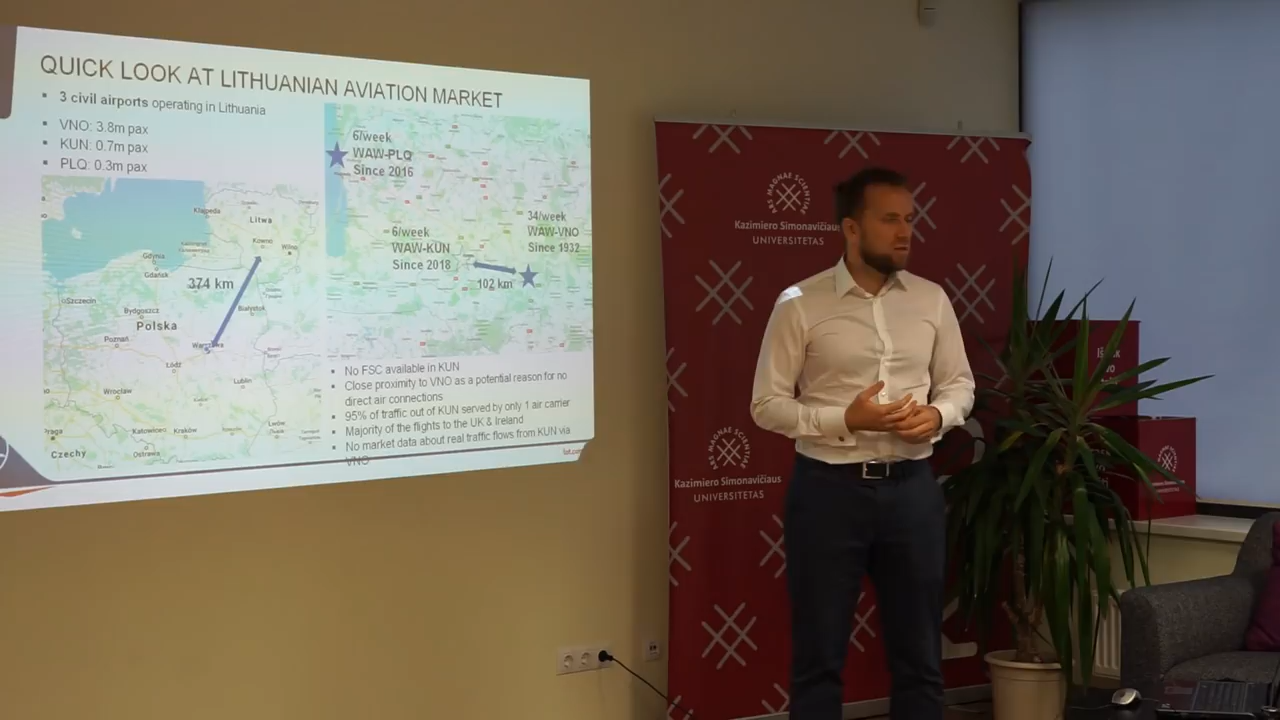 QUICK LOOK AT LITHUANIAN AVIATION MARKET
3 civil airports operating in Lithuania
VNO: 3.8m pax
KUN: 0.7m pax
PLQ: 0.3m pax
Klajpeda
Litwa
Kowno
Wilno
Gdynia
Gdańsk
374 km
Szczecin
Bydgoszcz
Białystok
Polska
Poznań
Warszawa
Łódź
Lublin
Wrocław
Katowice
Kraków
Lwów
Praga
Czechy
Ostrawa
6/week
WAW-PLQ
Since 2016
6/week
WAW-KUN
Since 2018
34/week
WAW-VNO
Since 1932
102 km
No FSC available in KUN
Close proximity to VNO as a potential reason for no
direct air connections
95% of traffic out of KUN served by only 1 air carrier
Majority of the flights to the UK & Ireland
No market data about real traffic flows from KUN via
VNO
lot.com
ARS MAGNAE SCIENTIAE
Kazimiero Simonavičiaus
UNIVERSITETAS
ARS MAGNAE SCIENTIAE
Kazimiero Simonavičiaus
UNIVERSITETAS